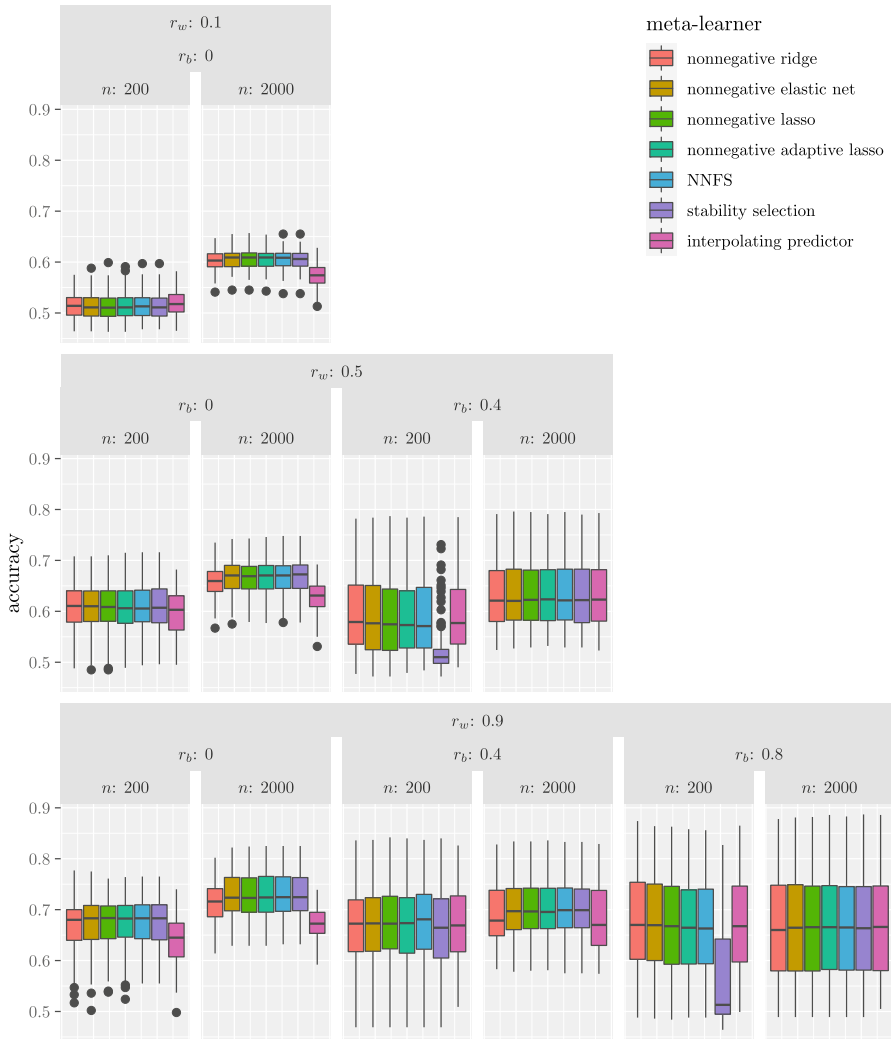 r_w: 0.1
r_b: 0
n: 200 n: 2000
0.9
0.8
0.7
0.6
0.5
meta-learner
nonnegative ridge
nonnegative elastic net
nonnegative lasso
nonnegative adaptive lasso
NNFS
stability selection
interpolating predictor
accuracy
r_w: 0.5
r_b: 0 r_b: 0.4
n: 200 n: 2000 n: 200 n: 2000
0.9
0.8
0.7
0.6
0.5
r_w: 0.9
r_b: 0 r_b: 0.4 r_b: 0.8
n: 200 n: 2000 n: 200 n: 2000 n: 200 n: 2000
0.9
0.8
0.7
0.6
0.5